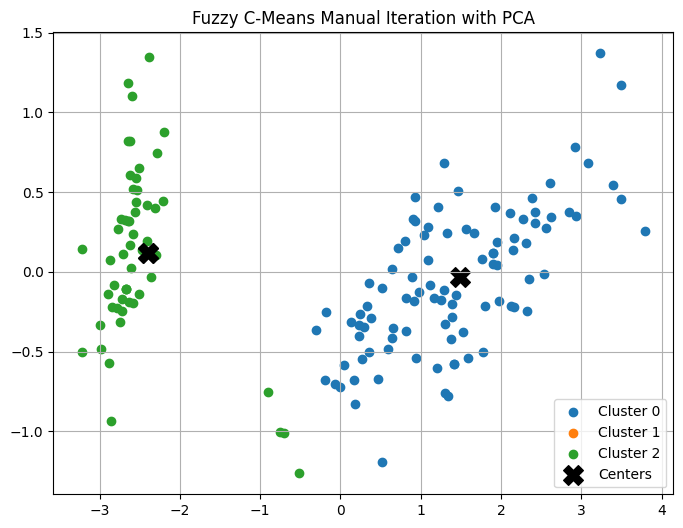 Fuzzy C-Means Manual Iteration with PCA
1.5
1.0
0.5
0.0
−0.5
−1.0
−3
−2
−1
0
1
2
3
4
Cluster 0
Cluster 1
Cluster 2
Centers